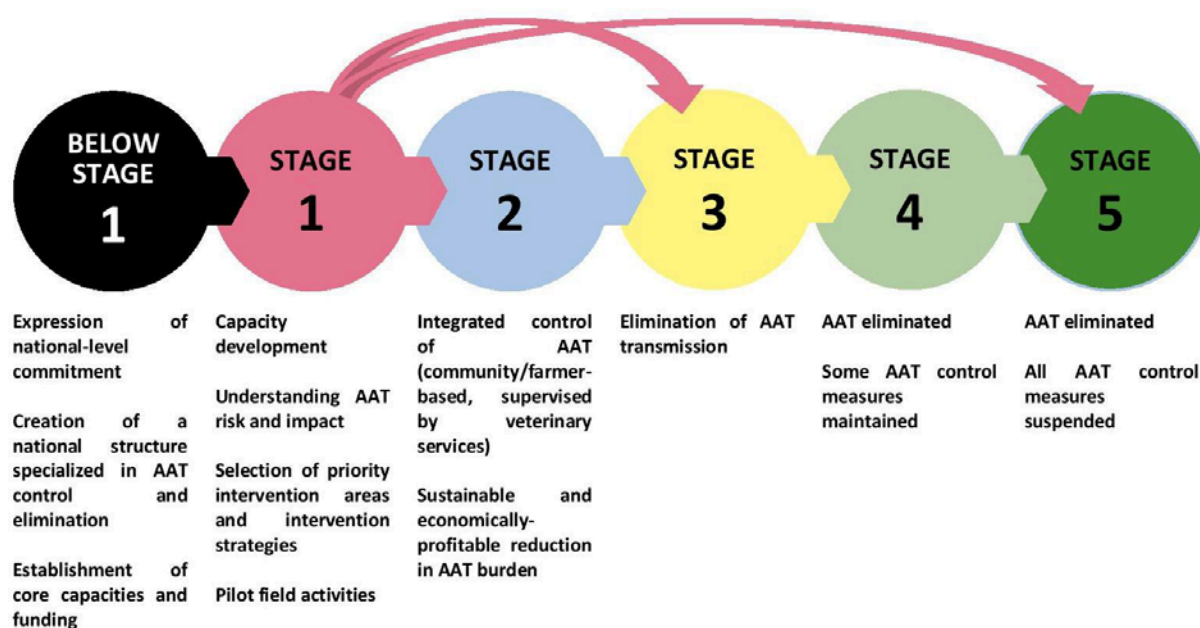 BELOW
STAGE
1
STAGE
1
STAGE
2
STAGE
3
STAGE
4
STAGE
5
Expression of
national-level
commitment
Creation of a
national structure
specialized in AAT
control and
elimination
Establishment of
core capacities and
funding
Capacity
development
Understanding AAT
risk and impact
Selection of priority
intervention areas
and intervention
strategies
Pilot field activities
Integrated control
of AAT
(community/farmer-
based, supervised
by veterinary
services)
Sustainable and
economically-
profitable reduction
in AAT burden
Elimination of AAT
transmission
AAT eliminated
Some AAT control
measures
maintained
AAT eliminated
All AAT control
measures
suspended